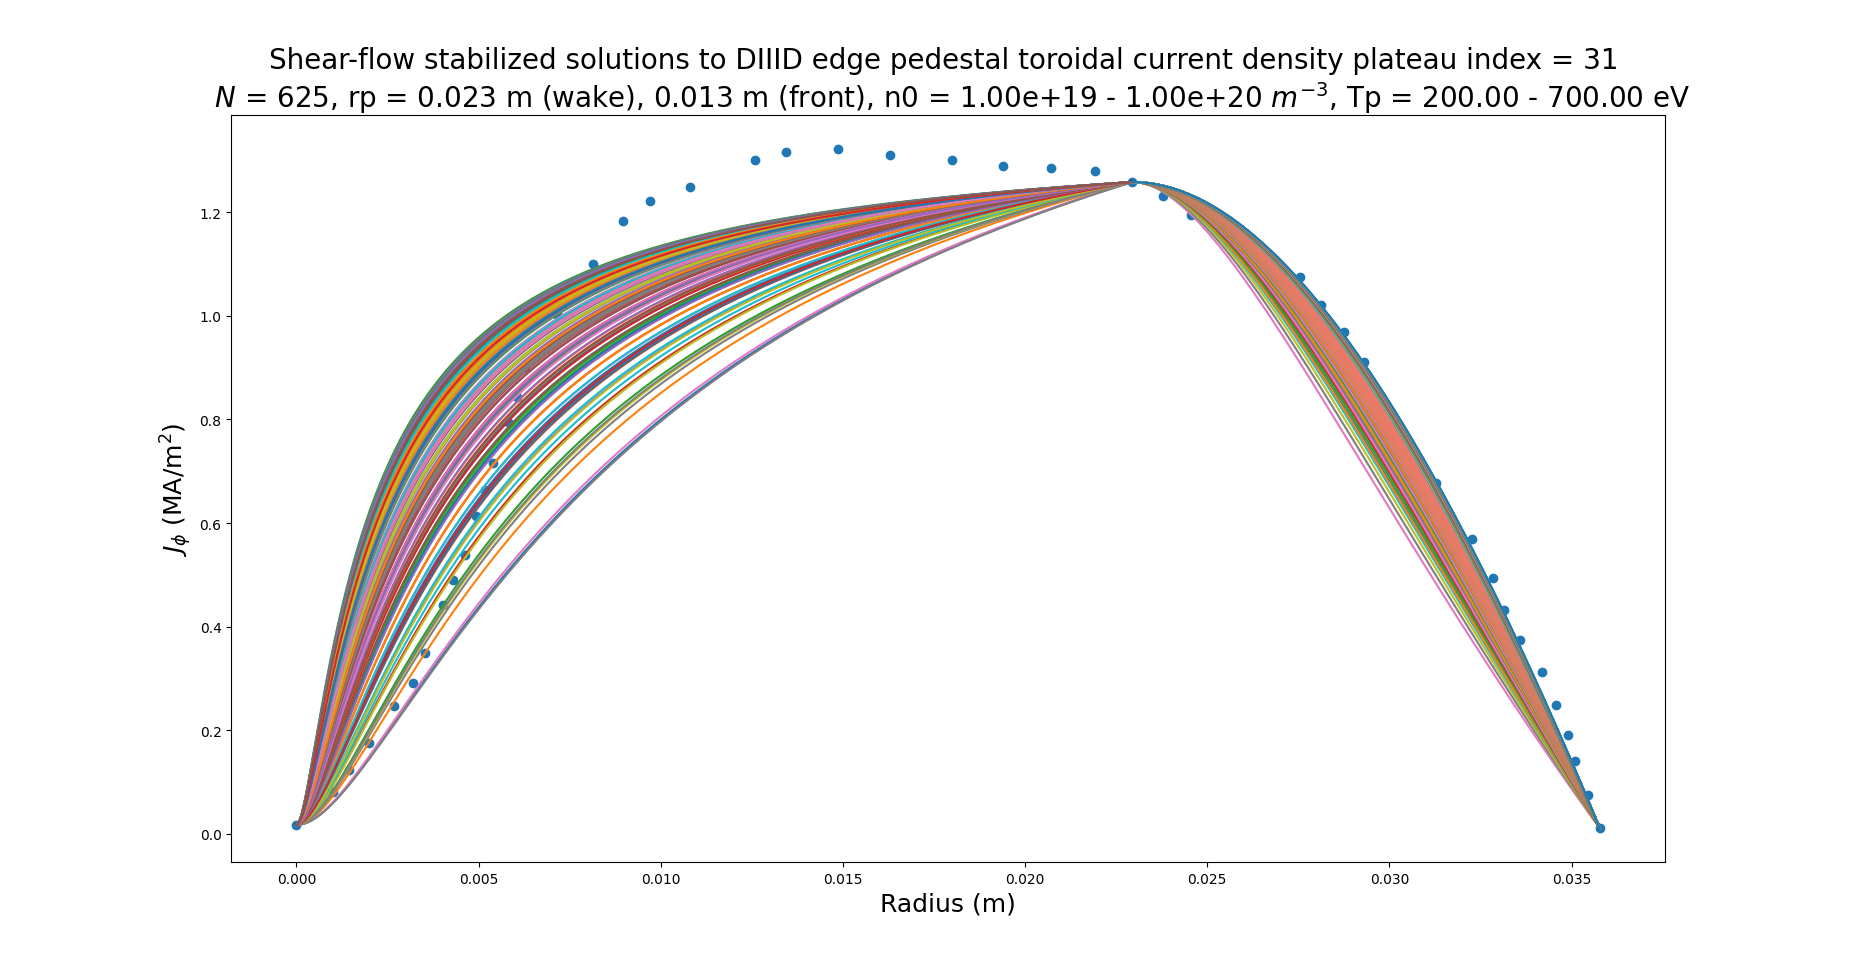 Shear-flow stabilized solutions to DIIID edge pedestal toroidal current density plateau index = 31
N = 625, rp = 0.023 m (wake), 0.013 m (front), n0 = 1.00e+19 - 1.00e+20 m⁻³, Tp = 200.00 - 700.00 eV
1.2
1.0
0.8
0.6
0.4
0.2
0.0
J_ϕ (MA/m²)
0.000 0.005 0.010 0.015 0.020 0.025 0.030 0.035
Radius (m)